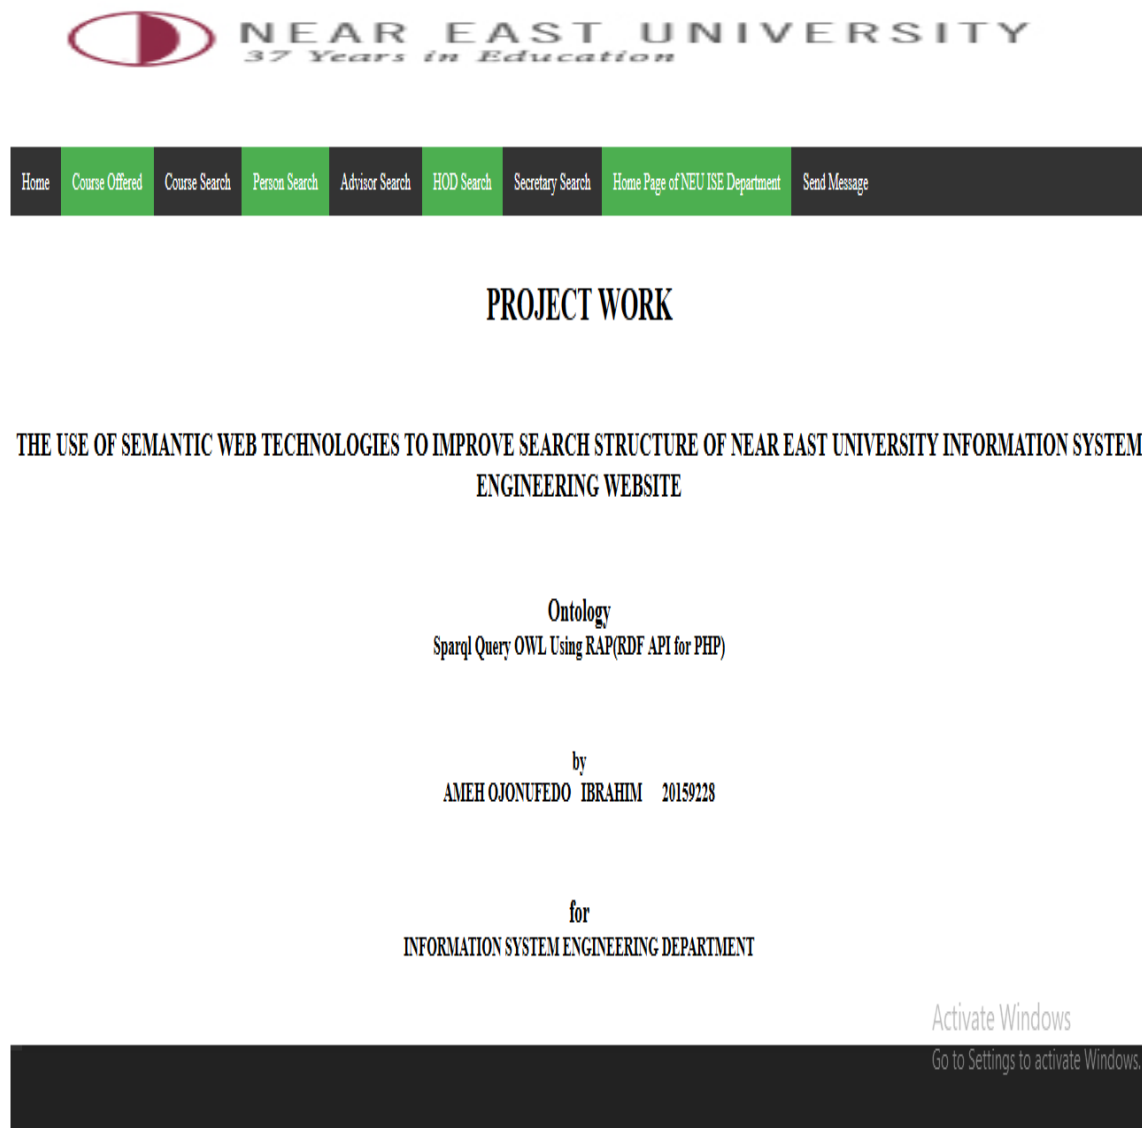 NEAR EAST UNIVERSITY
37 Years in Education
Home Course Offered Course Search Person Search Advisor Search HOD Search Secretary Search Home Page of NEU ISE Department Send Message
PROJECT WORK
THE USE OF SEMANTIC WEB TECHNOLOGIES TO IMPROVE SEARCH STRUCTURE OF NEAR EAST UNIVERSITY INFORMATION SYSTEM
ENGINEERING WEBSITE
Ontology
Sparql Query OWL Using RAP(RDF API for PHP)
by
AMEH OJONUFEDO IBRAHIM 20159228
for
INFORMATION SYSTEM ENGINEERING DEPARTMENT
Activate Windows
Go to Settings to activate Windows.